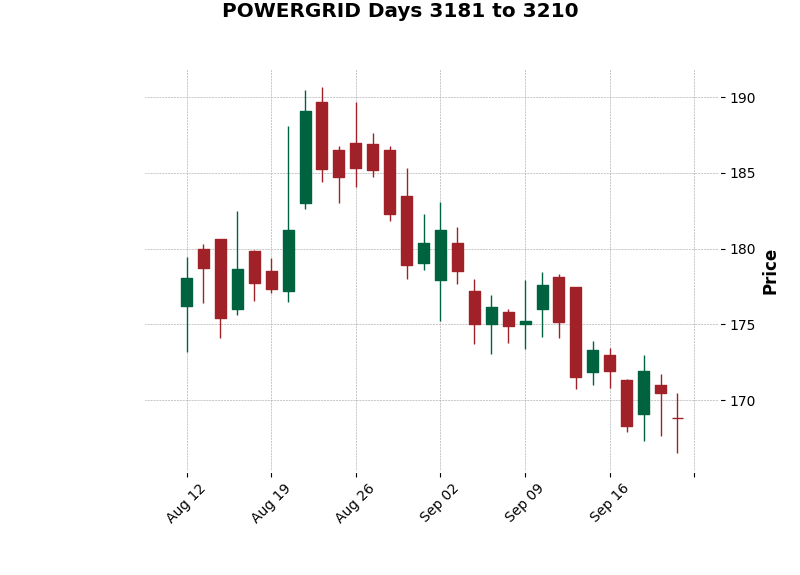 POWERGRID Days 3181 to 3210
190
185
180
175
170
Price
Aug 12
Aug 19
Aug 26
Sep 02
Sep 09
Sep 16